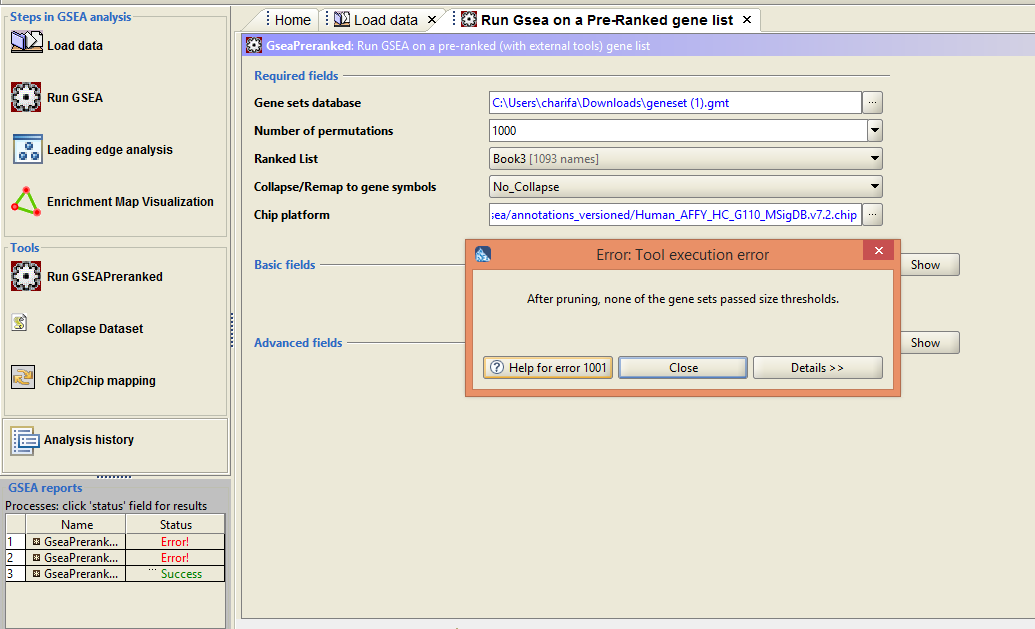 Steps in GSEA analysis
Load data
Run GSEA
Leading edge analysis
Enrichment Map Visualization
Tools
Run GSEAPreranked
Collapse Dataset
Chip2Chip mapping
Analysis history
GSEA reports
Processes: click 'status' field for results
Name Status
1 GseaPrerank... Error!
2 GseaPrerank... Error!
3 GseaPrerank... ... Success
Home Load data × Run Gsea on a Pre-Ranked gene list ×
GseaPreranked: Run GSEA on a pre-ranked (with external tools) gene list
Required fields
Gene sets database C:\Users\charifa\Downloads\geneset (1).gmt ...
Number of permutations 1000
Ranked List Book3 [1093 names]
Collapse/Remap to gene symbols No_Collapse
Chip platform sea/annotations_versioned/Human_AFFY_HC_G110_MSigDB.v7.2.chip ...
Basic fields Show
Advanced fields Show
Error: Tool execution error
After pruning, none of the gene sets passed size thresholds.
? Help for error 1001 Close Details >>